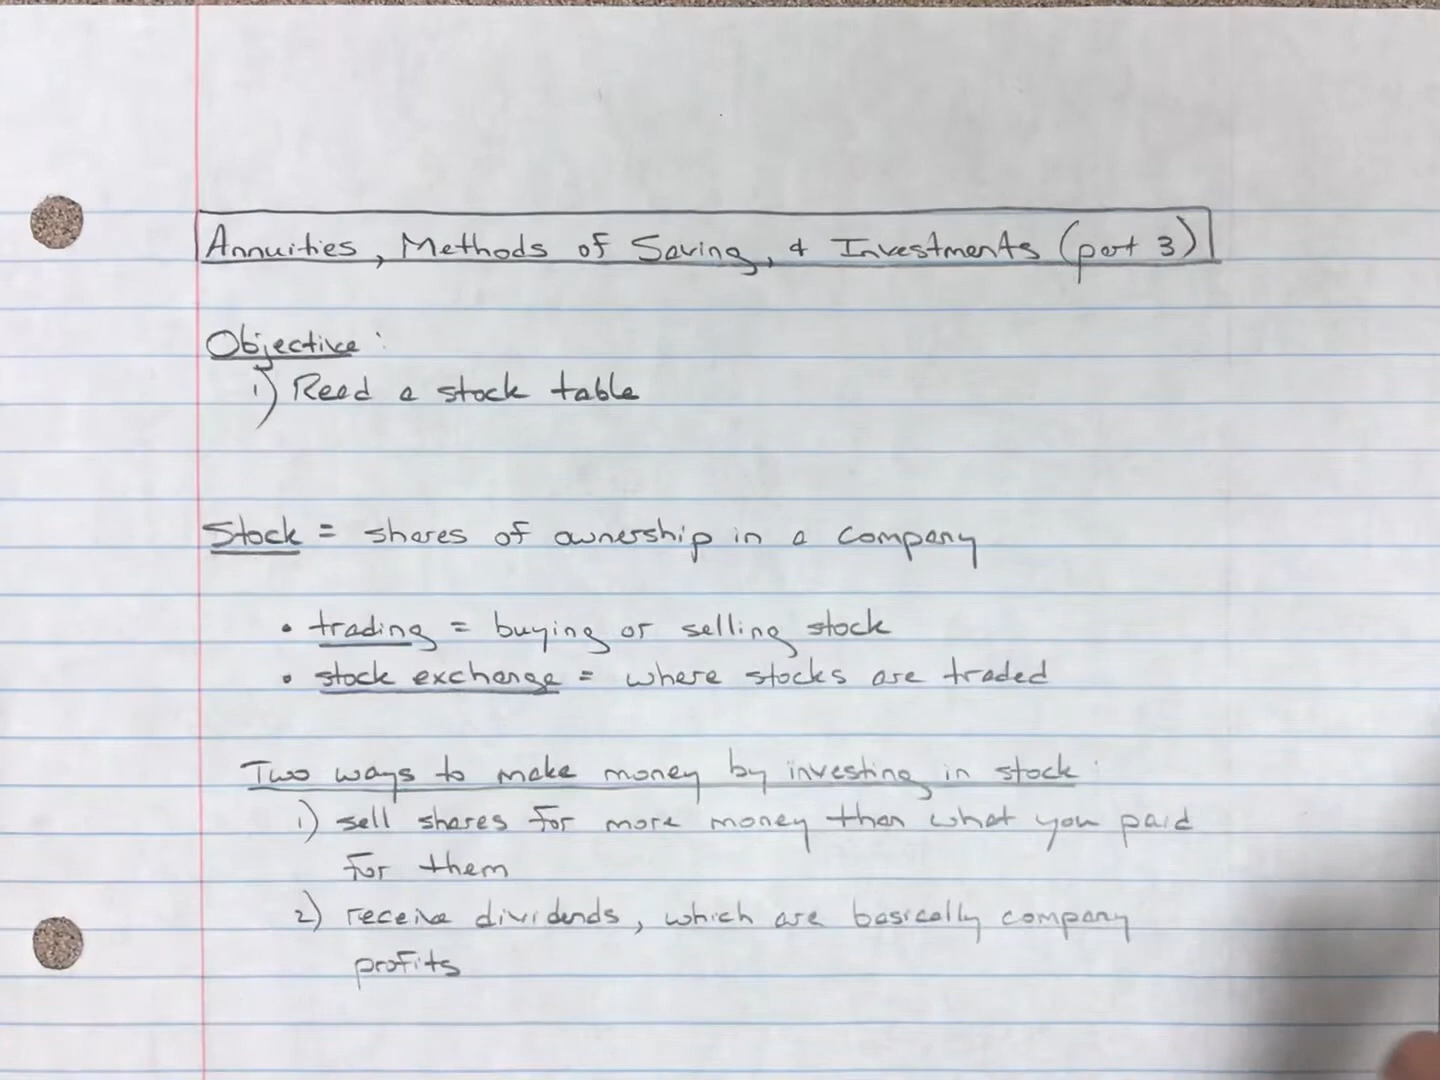 Annuities, Methods of Saving, & Investments (part 3)
Objective:
1) Read a stock table
Stock = shares of ownership in a company
• trading = buying or selling stock
• stock exchange = where stocks are traded
Two ways to make money by investing in stock:
1) sell shares for more money than what you paid
for them
2) receive dividends, which are basically company
profits